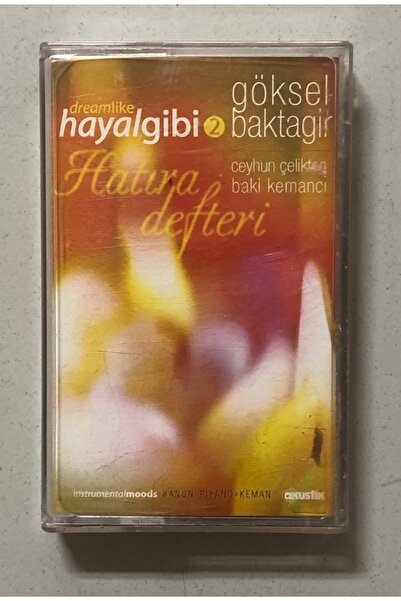 dreamlike
hayalgibi 2
göksel
baktagir
ceyhun çelikten
baki kemancı
Hatıra
defteri
instrumentalmoods KANUN>PİYANO>KEMAN
akustik